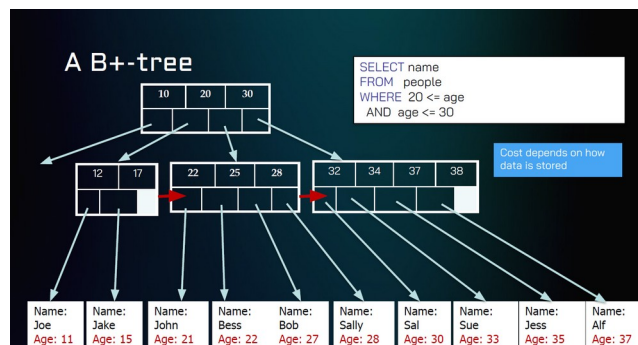 A B+-tree
SELECT name
FROM people
WHERE 20 <= age
AND age <= 30
10 20 30
Cost depends on how
data is stored
12 17
22 25 28
32 34 37 38
Name:
Joe
Age: 11
Name:
Jake
Age: 15
Name:
John
Age: 21
Name:
Bess
Age: 22
Name:
Bob
Age: 27
Name:
Sally
Age: 28
Name:
Sal
Age: 30
Name:
Sue
Age: 33
Name:
Jess
Age: 35
Name:
Alf
Age: 37